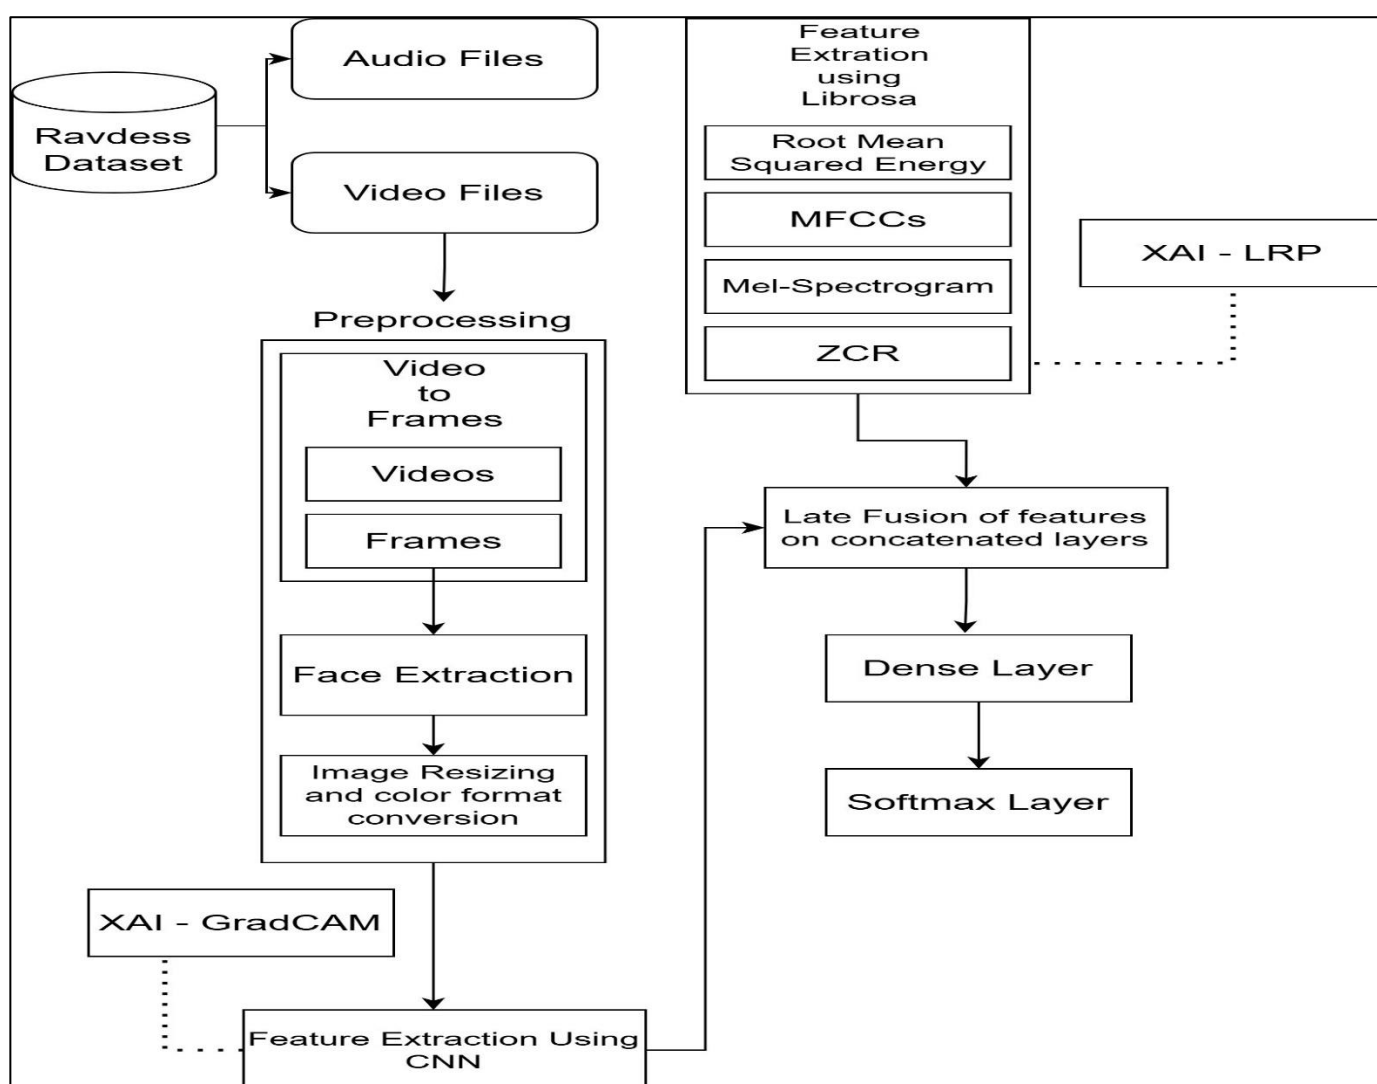 Ravdess
Dataset
Audio Files
Video Files
Preprocessing
Video
to
Frames
Videos
Frames
Face Extraction
Image Resizing
and color format
conversion
XAI - GradCAM
Feature Extraction Using
CNN
Feature
Extration
using
Librosa
Root Mean
Squared Energy
MFCCs
Mel-Spectrogram
ZCR
XAI - LRP
Late Fusion of features
on concatenated layers
Dense Layer
Softmax Layer